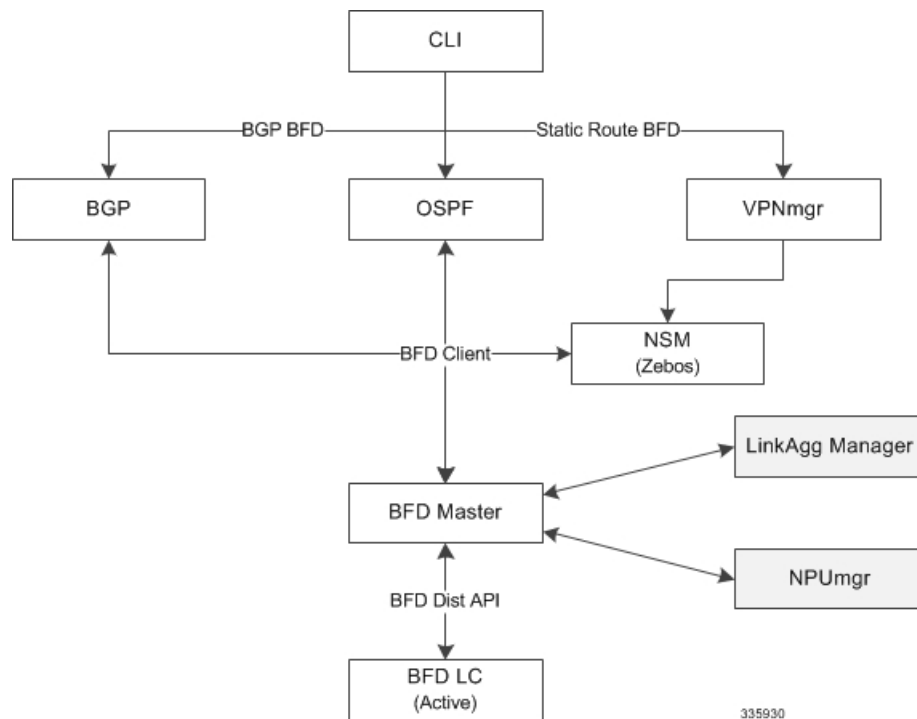 CLI
BGP BFD
Static Route BFD
BGP
OSPF
VPNmgr
BFD Client
NSM
(Zebos)
LinkAgg Manager
BFD Master
NPUmgr
BFD Dist API
BFD LC
(Active)
335930